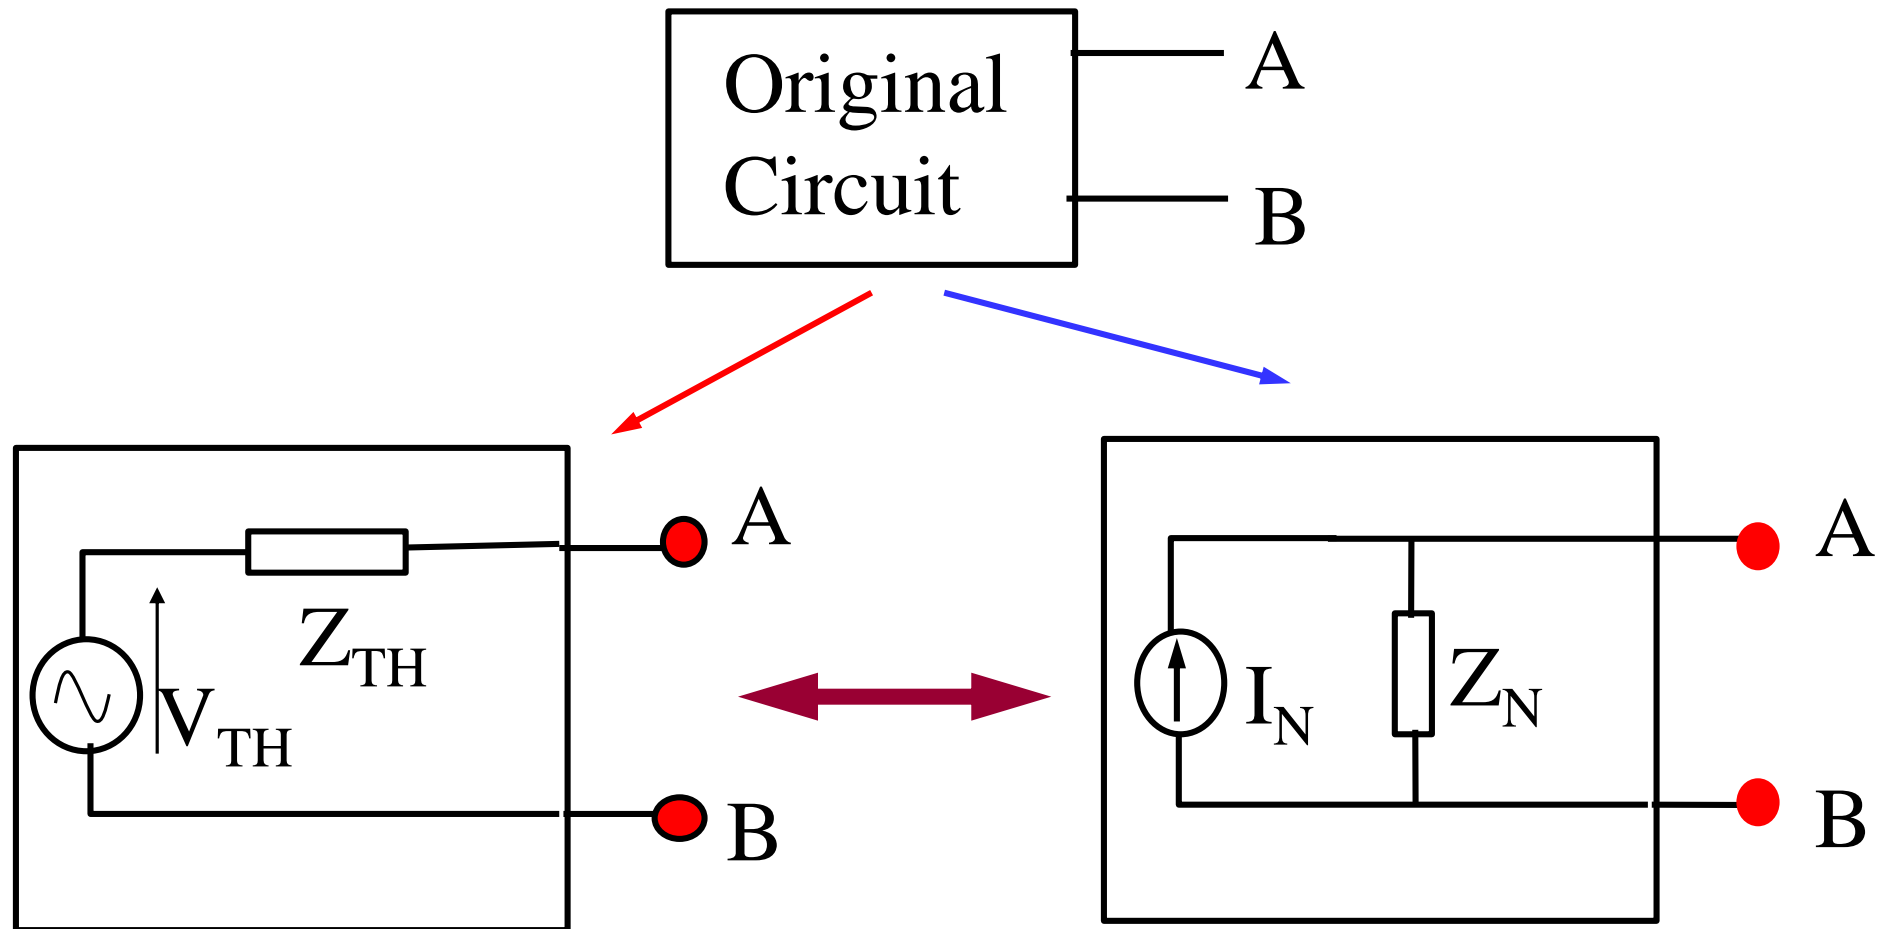 Original
Circuit
A
B
Z_TH
V_TH
A
B
I_N
Z_N
A
B